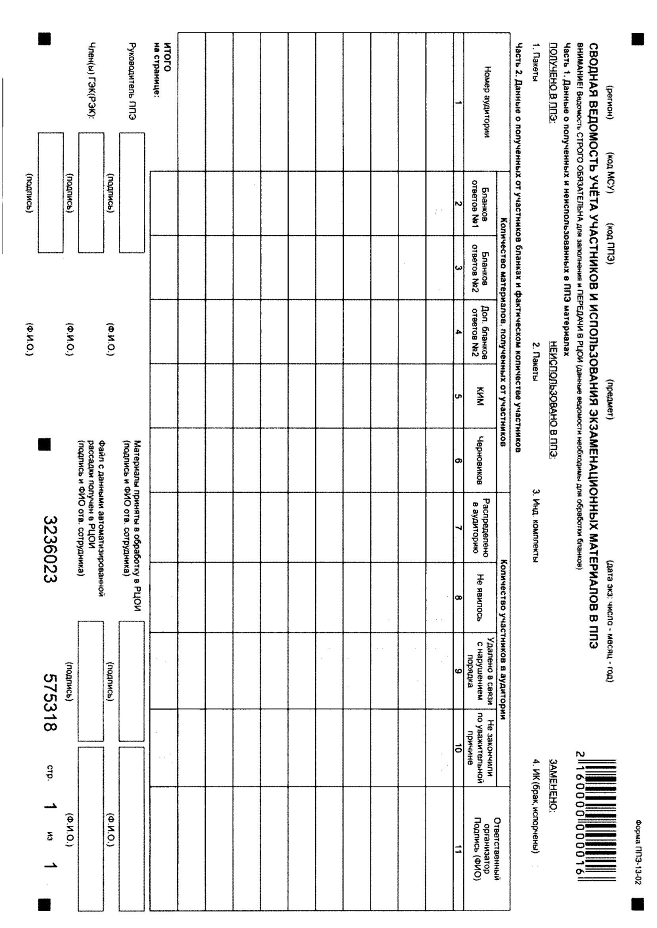 Форма ППЭ-13-02
(регион) (код МСУ) (код ППЭ) (предмет) (дата экз: число - месяц - год)
2 160000 000016
СВОДНАЯ ВЕДОМОСТЬ УЧЁТА УЧАСТНИКОВ И ИСПОЛЬЗОВАНИЯ ЭКЗАМЕНАЦИОННЫХ МАТЕРИАЛОВ В ППЭ
ВНИМАНИЕ! Ведомость СТРОГО ОБЯЗАТЕЛЬНА для заполнения и ПЕРЕДАЧИ В РЦОИ (данные ведомости необходимы для обработки бланков)
Часть 1. Данные о полученных и неиспользованных в ППЭ материалах
ПОЛУЧЕНО В ППЭ: НЕИСПОЛЬЗОВАНО В ППЭ: ЗАМЕНЕНО:
1. Пакеты 2. Пакеты 3. Инд. комплекты 4. ИК (брак, испорчены)
Часть 2. Данные о полученных от участников бланках и фактическом количестве участников
Номер аудитории
Количество материалов, полученных от участников
Количество участников в аудитории
Ответственный
организатор
Подпись (ФИО)
Бланков
ответов №1
Бланков
ответов №2
Доп. бланков
ответов №2
КИМ
Черновиков
Распределено
в аудиторию
Не явилось
Удалено в связи
с нарушением
порядка
Не закончили
по уважительной
причине
1 2 3 4 5 6 7 8 9 10 11
ИТОГО
на странице:
Руководитель ППЭ
(подпись) (Ф.И.О.)
Материалы приняты в обработку в РЦОИ
(подпись и ФИО отв. сотрудника)
(подпись) (Ф.И.О.)
Член(ы) ГЭК(РЭК):
(подпись) (Ф.И.О.)
Файл с данными автоматизированной
рассадки получен в РЦОИ
(подпись и ФИО отв. сотрудника)
(подпись) (Ф.И.О.)
(подпись) (Ф.И.О.)
3236023 575318 стр. 1 из 1